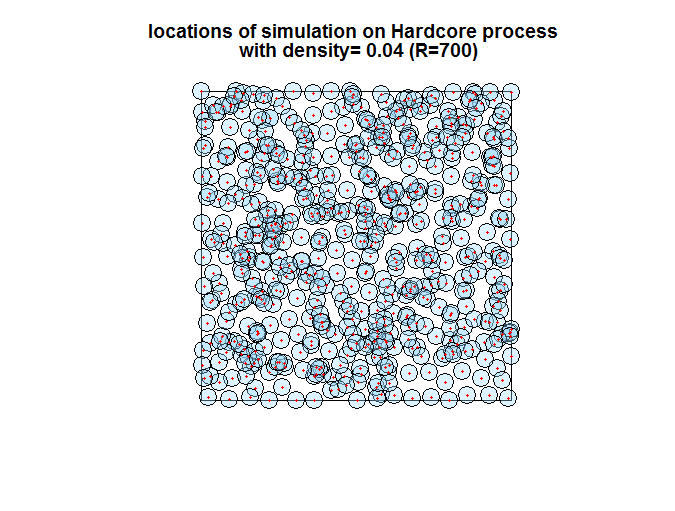 locations of simulation on Hardcore process
with density= 0.04 (R=700)